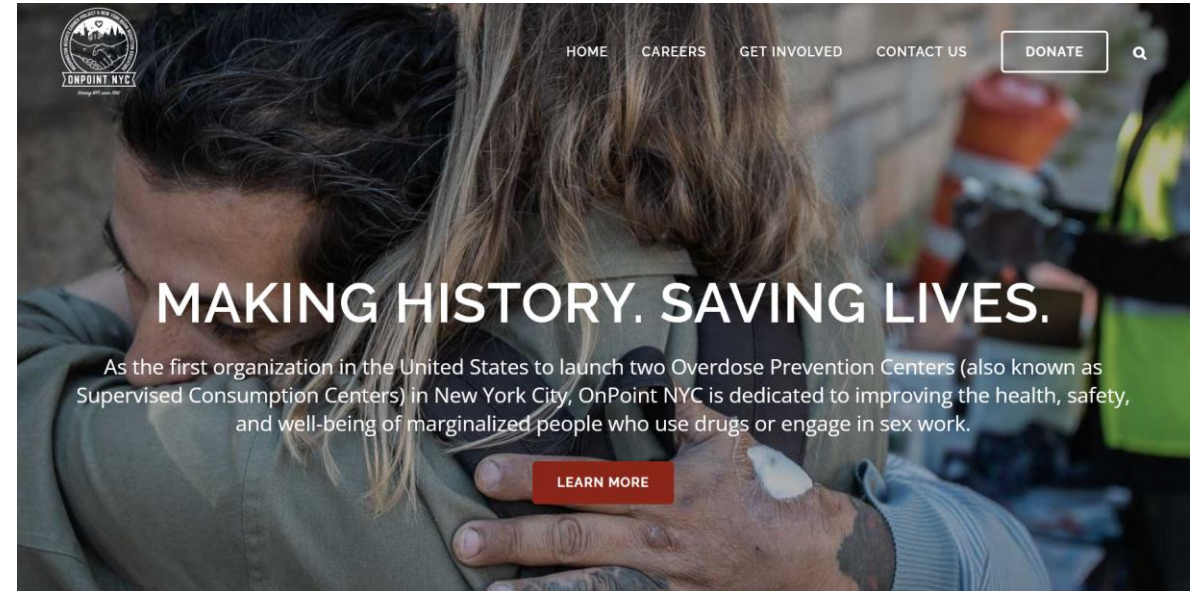 ONPOINT NYC
HOME CAREERS GET INVOLVED CONTACT US DONATE
MAKING HISTORY. SAVING LIVES.
As the first organization in the United States to launch two Overdose Prevention Centers (also known as
Supervised Consumption Centers) in New York City, OnPoint NYC is dedicated to improving the health, safety,
and well-being of marginalized people who use drugs or engage in sex work.
LEARN MORE